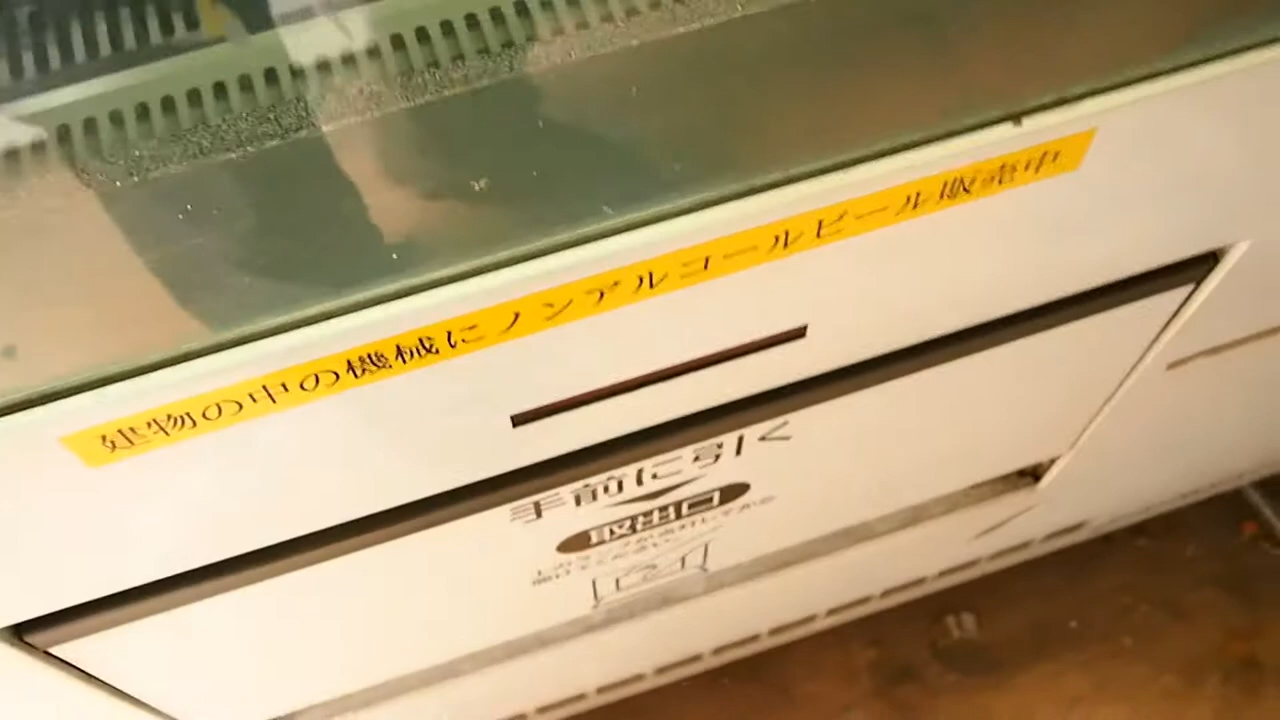 建物の中の機械にノンアルコールビール販売中
手前に引く
取出口